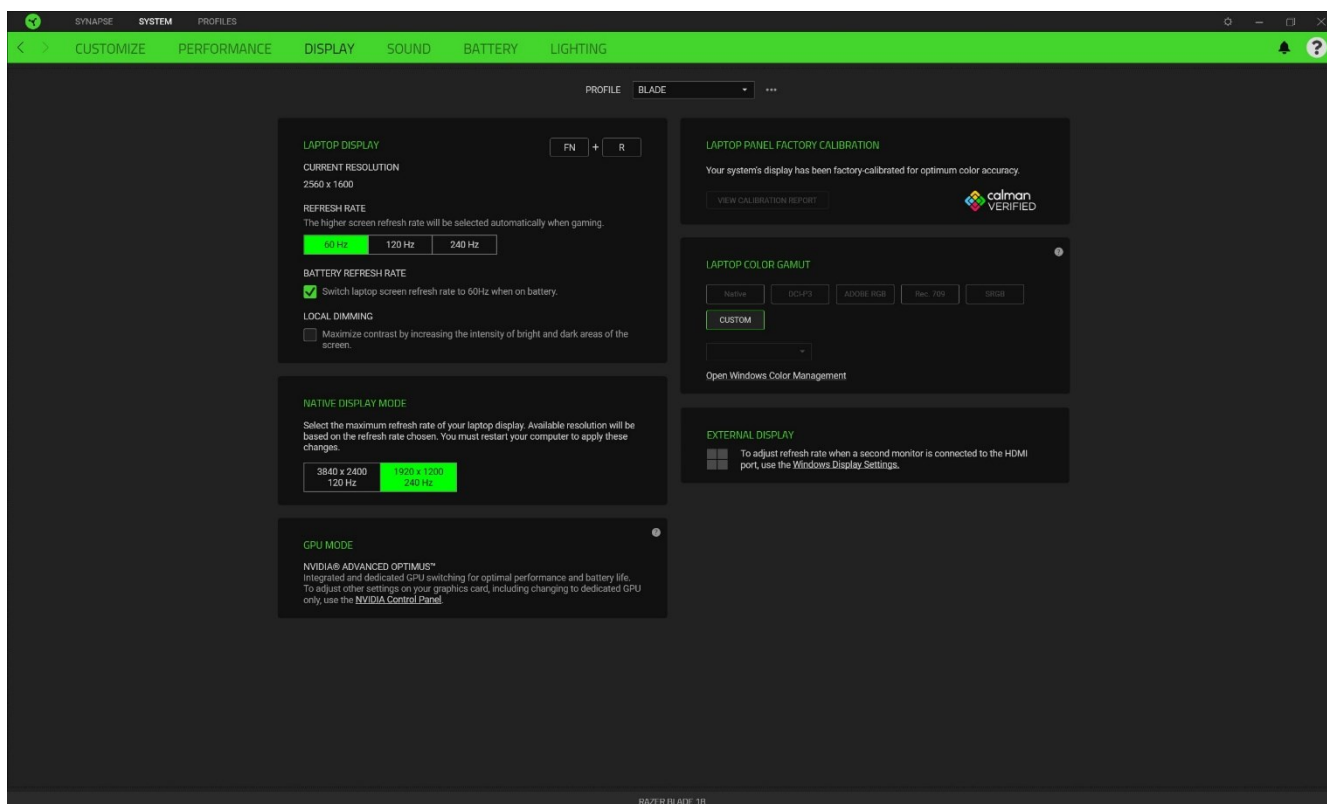 SYNAPSE SYSTEM PROFILES
CUSTOMIZE PERFORMANCE DISPLAY SOUND BATTERY LIGHTING
?
PROFILE BLADE
LAPTOP DISPLAY
FN + R
CURRENT RESOLUTION
2560 x 1600
REFRESH RATE
The higher screen refresh rate will be selected automatically when gaming.
60 Hz 120 Hz 240 Hz
BATTERY REFRESH RATE
Switch laptop screen refresh rate to 60Hz when on battery.
LOCAL DIMMING
Maximize contrast by increasing the intensity of bright and dark areas of the
screen.
NATIVE DISPLAY MODE
Select the maximum refresh rate of your laptop display. Available resolution will be
based on the refresh rate chosen. You must restart your computer to apply these
changes.
3840 x 2400 1920 x 1200
120 Hz 240 Hz
GPU MODE
?
NVIDIA® ADVANCED OPTIMUS™
Integrated and dedicated GPU switching for optimal performance and battery life.
To adjust other settings on your graphics card, including changing to dedicated GPU
only, use the NVIDIA Control Panel.
LAPTOP PANEL FACTORY CALIBRATION
Your system's display has been factory-calibrated for optimum color accuracy.
VIEW CALIBRATION REPORT
calman
VERIFIED
?
LAPTOP COLOR GAMUT
Native DCI-P3 ADOBE RGB Rec. 709 SRGB
CUSTOM
Open Windows Color Management
EXTERNAL DISPLAY
To adjust refresh rate when a second monitor is connected to the HDMI
port, use the Windows Display Settings.
RAZER BLADE 18